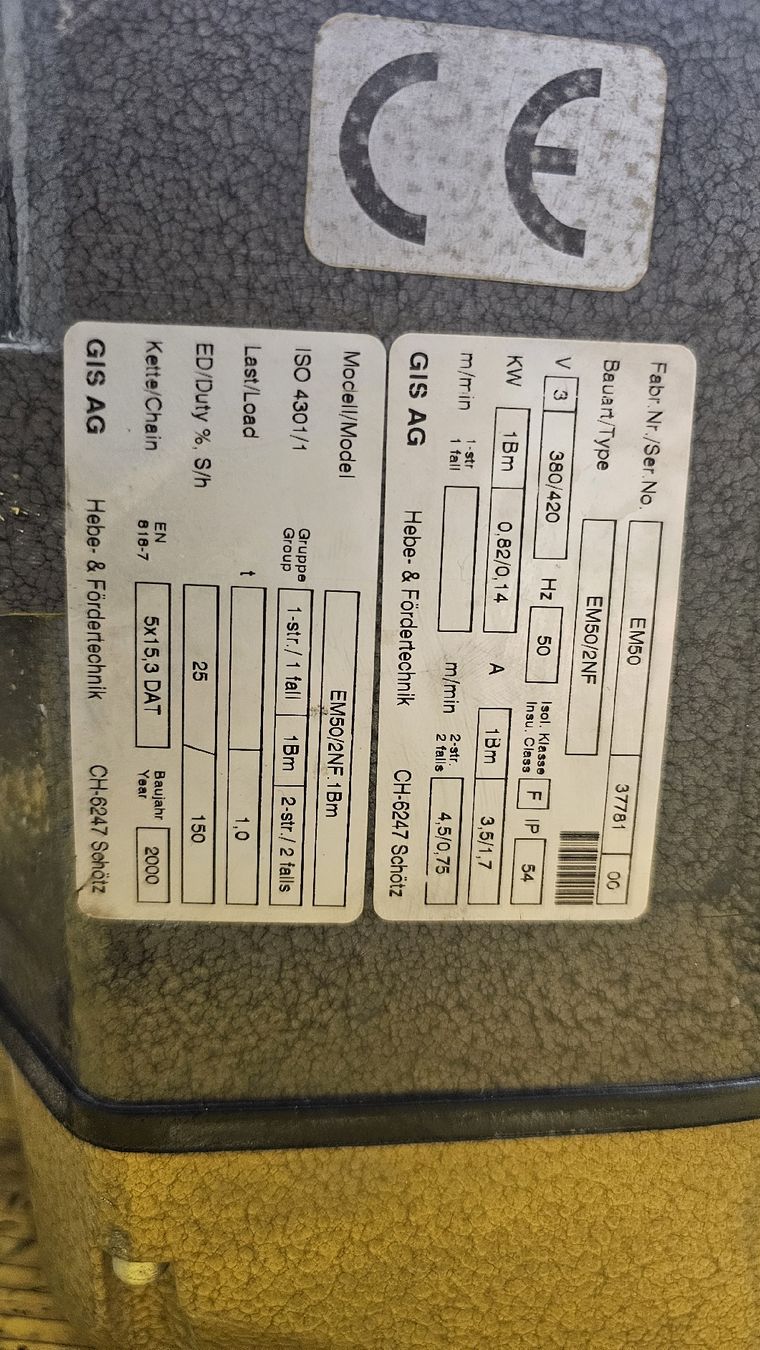 CE
Fabr.Nr./Ser.No. EM50 37781 00
Bauart/Type EM50/2NF
V 3 380/420 Hz 50 Isol. Klasse Insu. Class F IP 54
KW 1Bm 0,82/0,14 A 1Bm 3,5/1,7
m/min 1-str 1 fall m/min 2-str. 2 falls 4,5/0,75
GIS AG Hebe- & Fördertechnik CH-6247 Schötz
Modell/Model EM50/2NF.1Bm
ISO 4301/1 Gruppe Group 1-str./1 fall 1Bm 2-str./2 falls
Last/Load t 1,0
ED/Duty %, S/h 25 / 150
Kette/Chain EN 818-7 5x15,3 DAT Baujahr Year 2000
GIS AG Hebe- & Fördertechnik CH-6247 Schötz